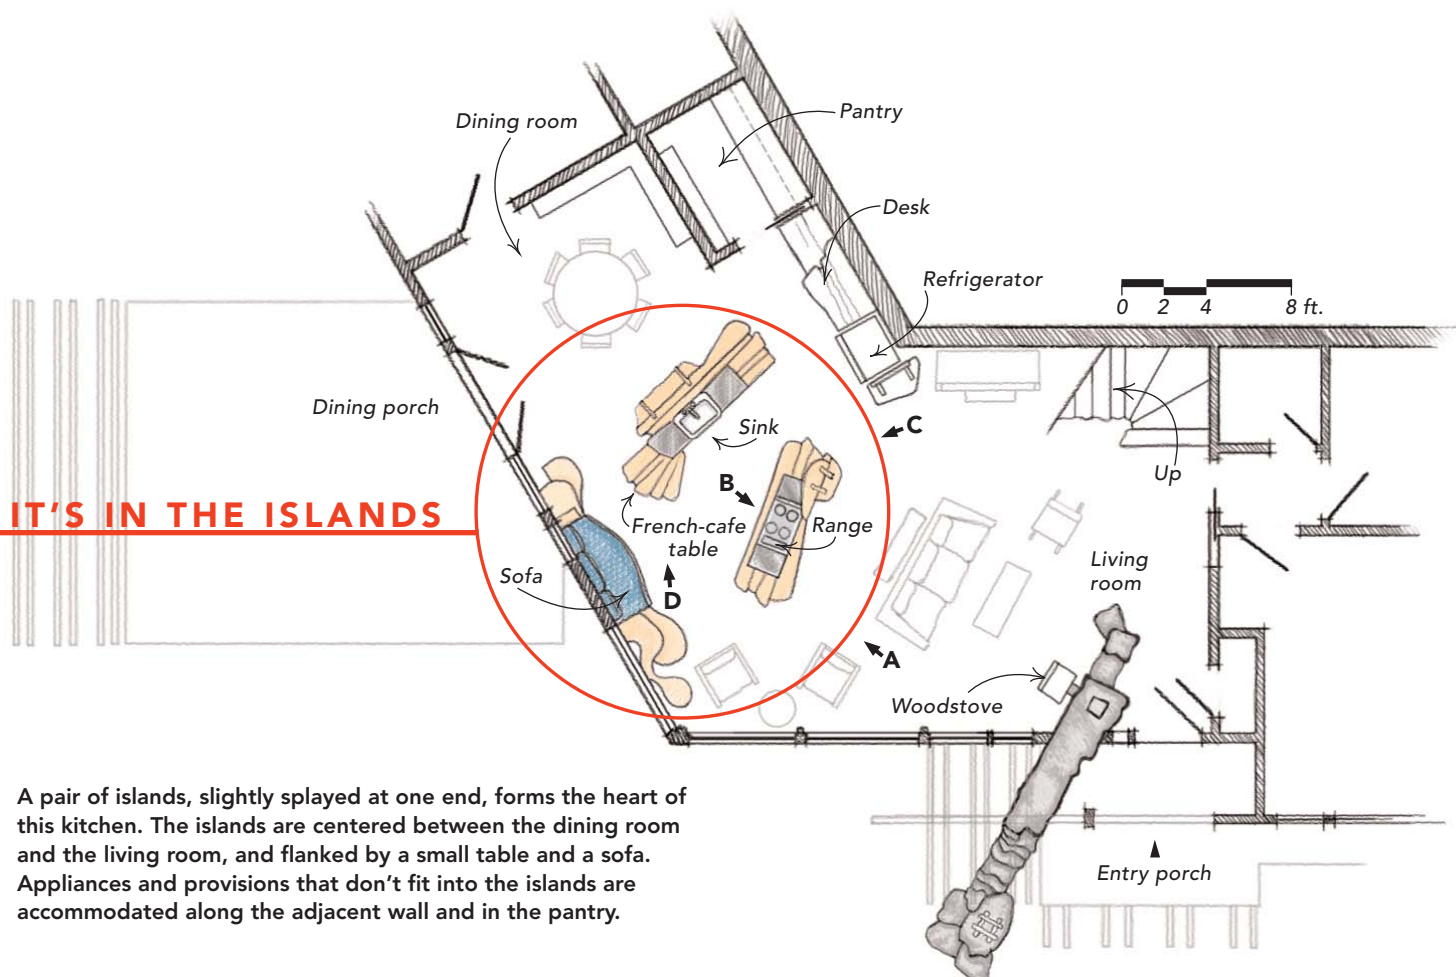 Dining room
Pantry
Desk
Refrigerator
0 2 4 8 ft.
Dining porch
Sink
C
Up
B
IT'S IN THE ISLANDS
French-cafe
table
Range
Living
room
Sofa
D
A
Woodstove
A pair of islands, slightly splayed at one end, forms the heart of
this kitchen. The islands are centered between the dining room
and the living room, and flanked by a small table and a sofa.
Appliances and provisions that don't fit into the islands are
accommodated along the adjacent wall and in the pantry.
Entry porch